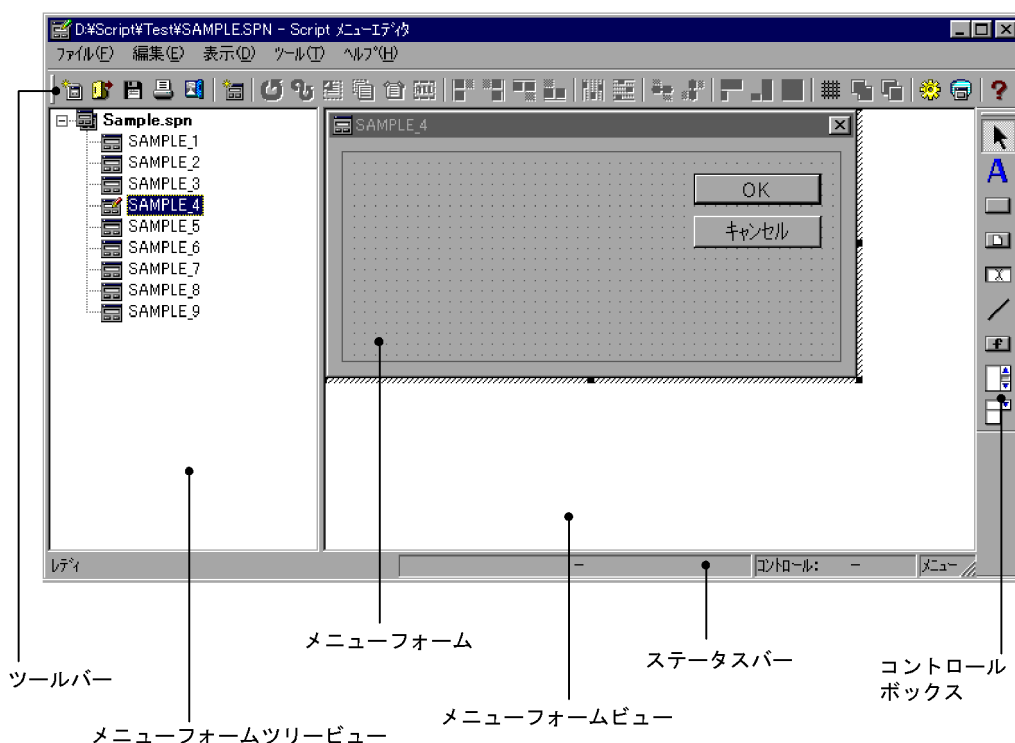 D:¥Script¥Test¥SAMPLE.SPN - Script ﾒﾆｭｰｴﾃﾞｨﾀ
ﾌｧｲﾙ(F) 編集(E) 表示(D) ﾂｰﾙ(T) ﾍﾙﾌﾟ(H)
Sample.spn
SAMPLE_1
SAMPLE_2
SAMPLE_3
SAMPLE_4
SAMPLE_5
SAMPLE_6
SAMPLE_7
SAMPLE_8
SAMPLE_9
SAMPLE_4
OK
ｷｬﾝｾﾙ
A
f
ﾚﾃﾞｨ
-
ｺﾝﾄﾛｰﾙ: -
ﾒﾆｭｰ
メニューフォーム
ステータスバー
コントロール
ボックス
ツールバー
メニューフォームビュー
メニューフォームツリービュー